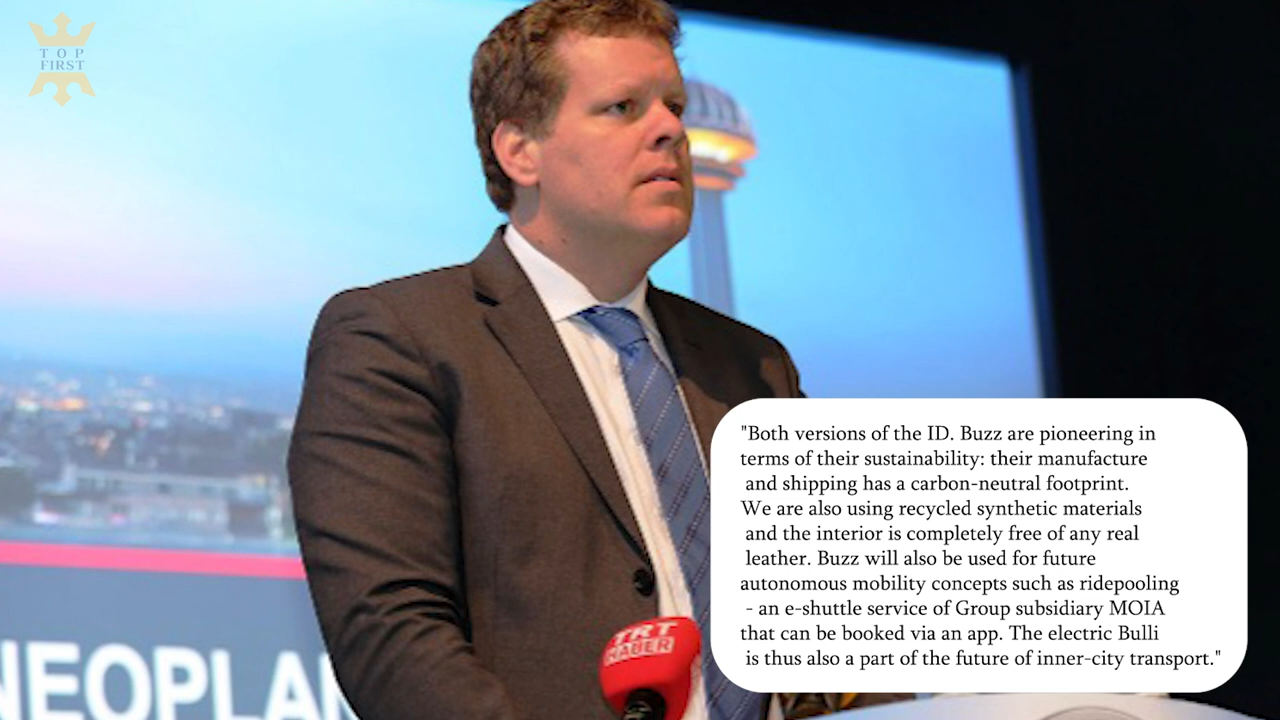 TOP
FIRST
"Both versions of the ID. Buzz are pioneering in
terms of their sustainability: their manufacture
and shipping has a carbon-neutral footprint.
We are also using recycled synthetic materials
and the interior is completely free of any real
leather. Buzz will also be used for future
autonomous mobility concepts such as ridepooling
- an e-shuttle service of Group subsidiary MOIA
that can be booked via an app. The electric Bulli
is thus also a part of the future of inner-city transport."
TRT
HABER
NEOPLAN